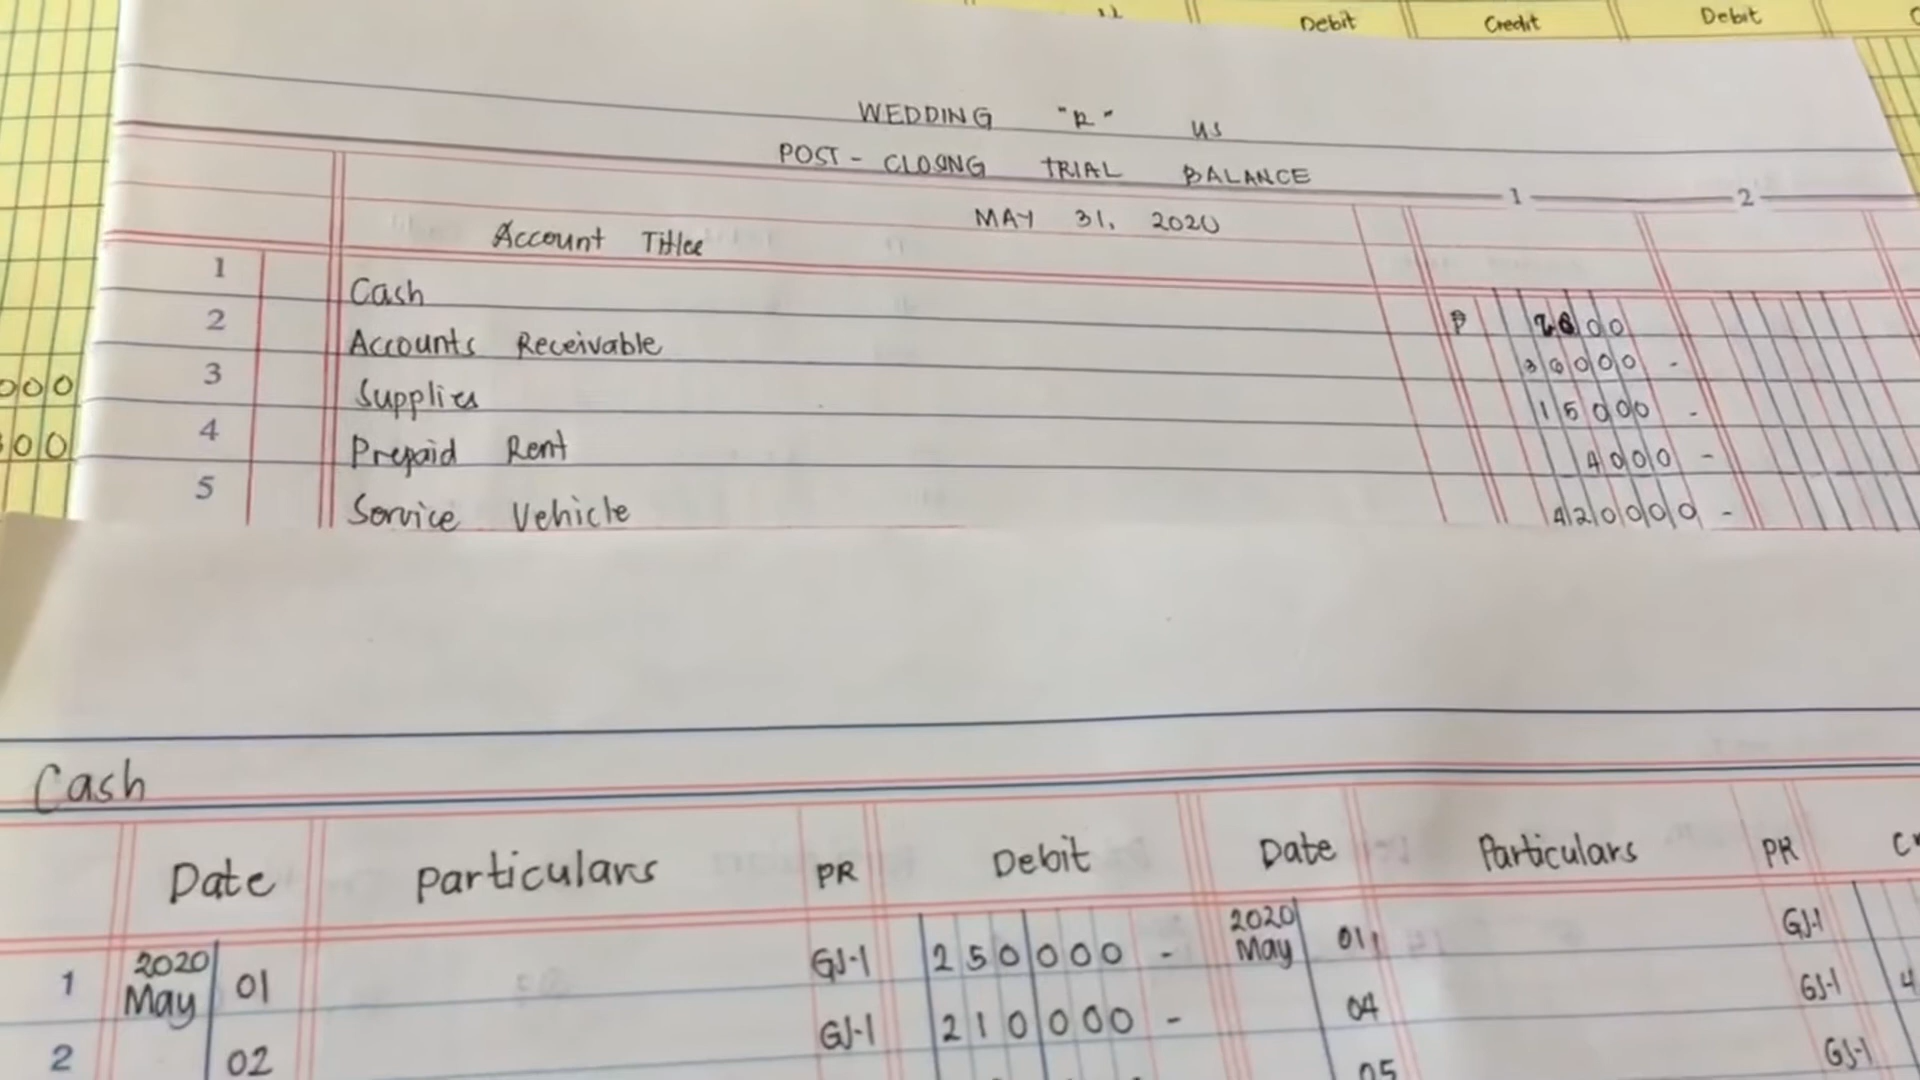 Debit Credit Debit
WEDDING "R" US
POST - CLOSING TRIAL BALANCE
1 2
MAY 31, 2020
Account Titles
1 Cash ₱
2 Accounts Receivable 30000 -
3 Supplies 15000 -
4 Prepaid Rent 4000 -
5 Service Vehicle 420000 -
000
00
Cash
Date particulars PR Debit Date Particulars PR
1 2020 May 01 GJ-1 250000 - 2020 May 01 GJ-1
2 02 GJ-1 210000 - 04 GJ-1
05 GJ-1